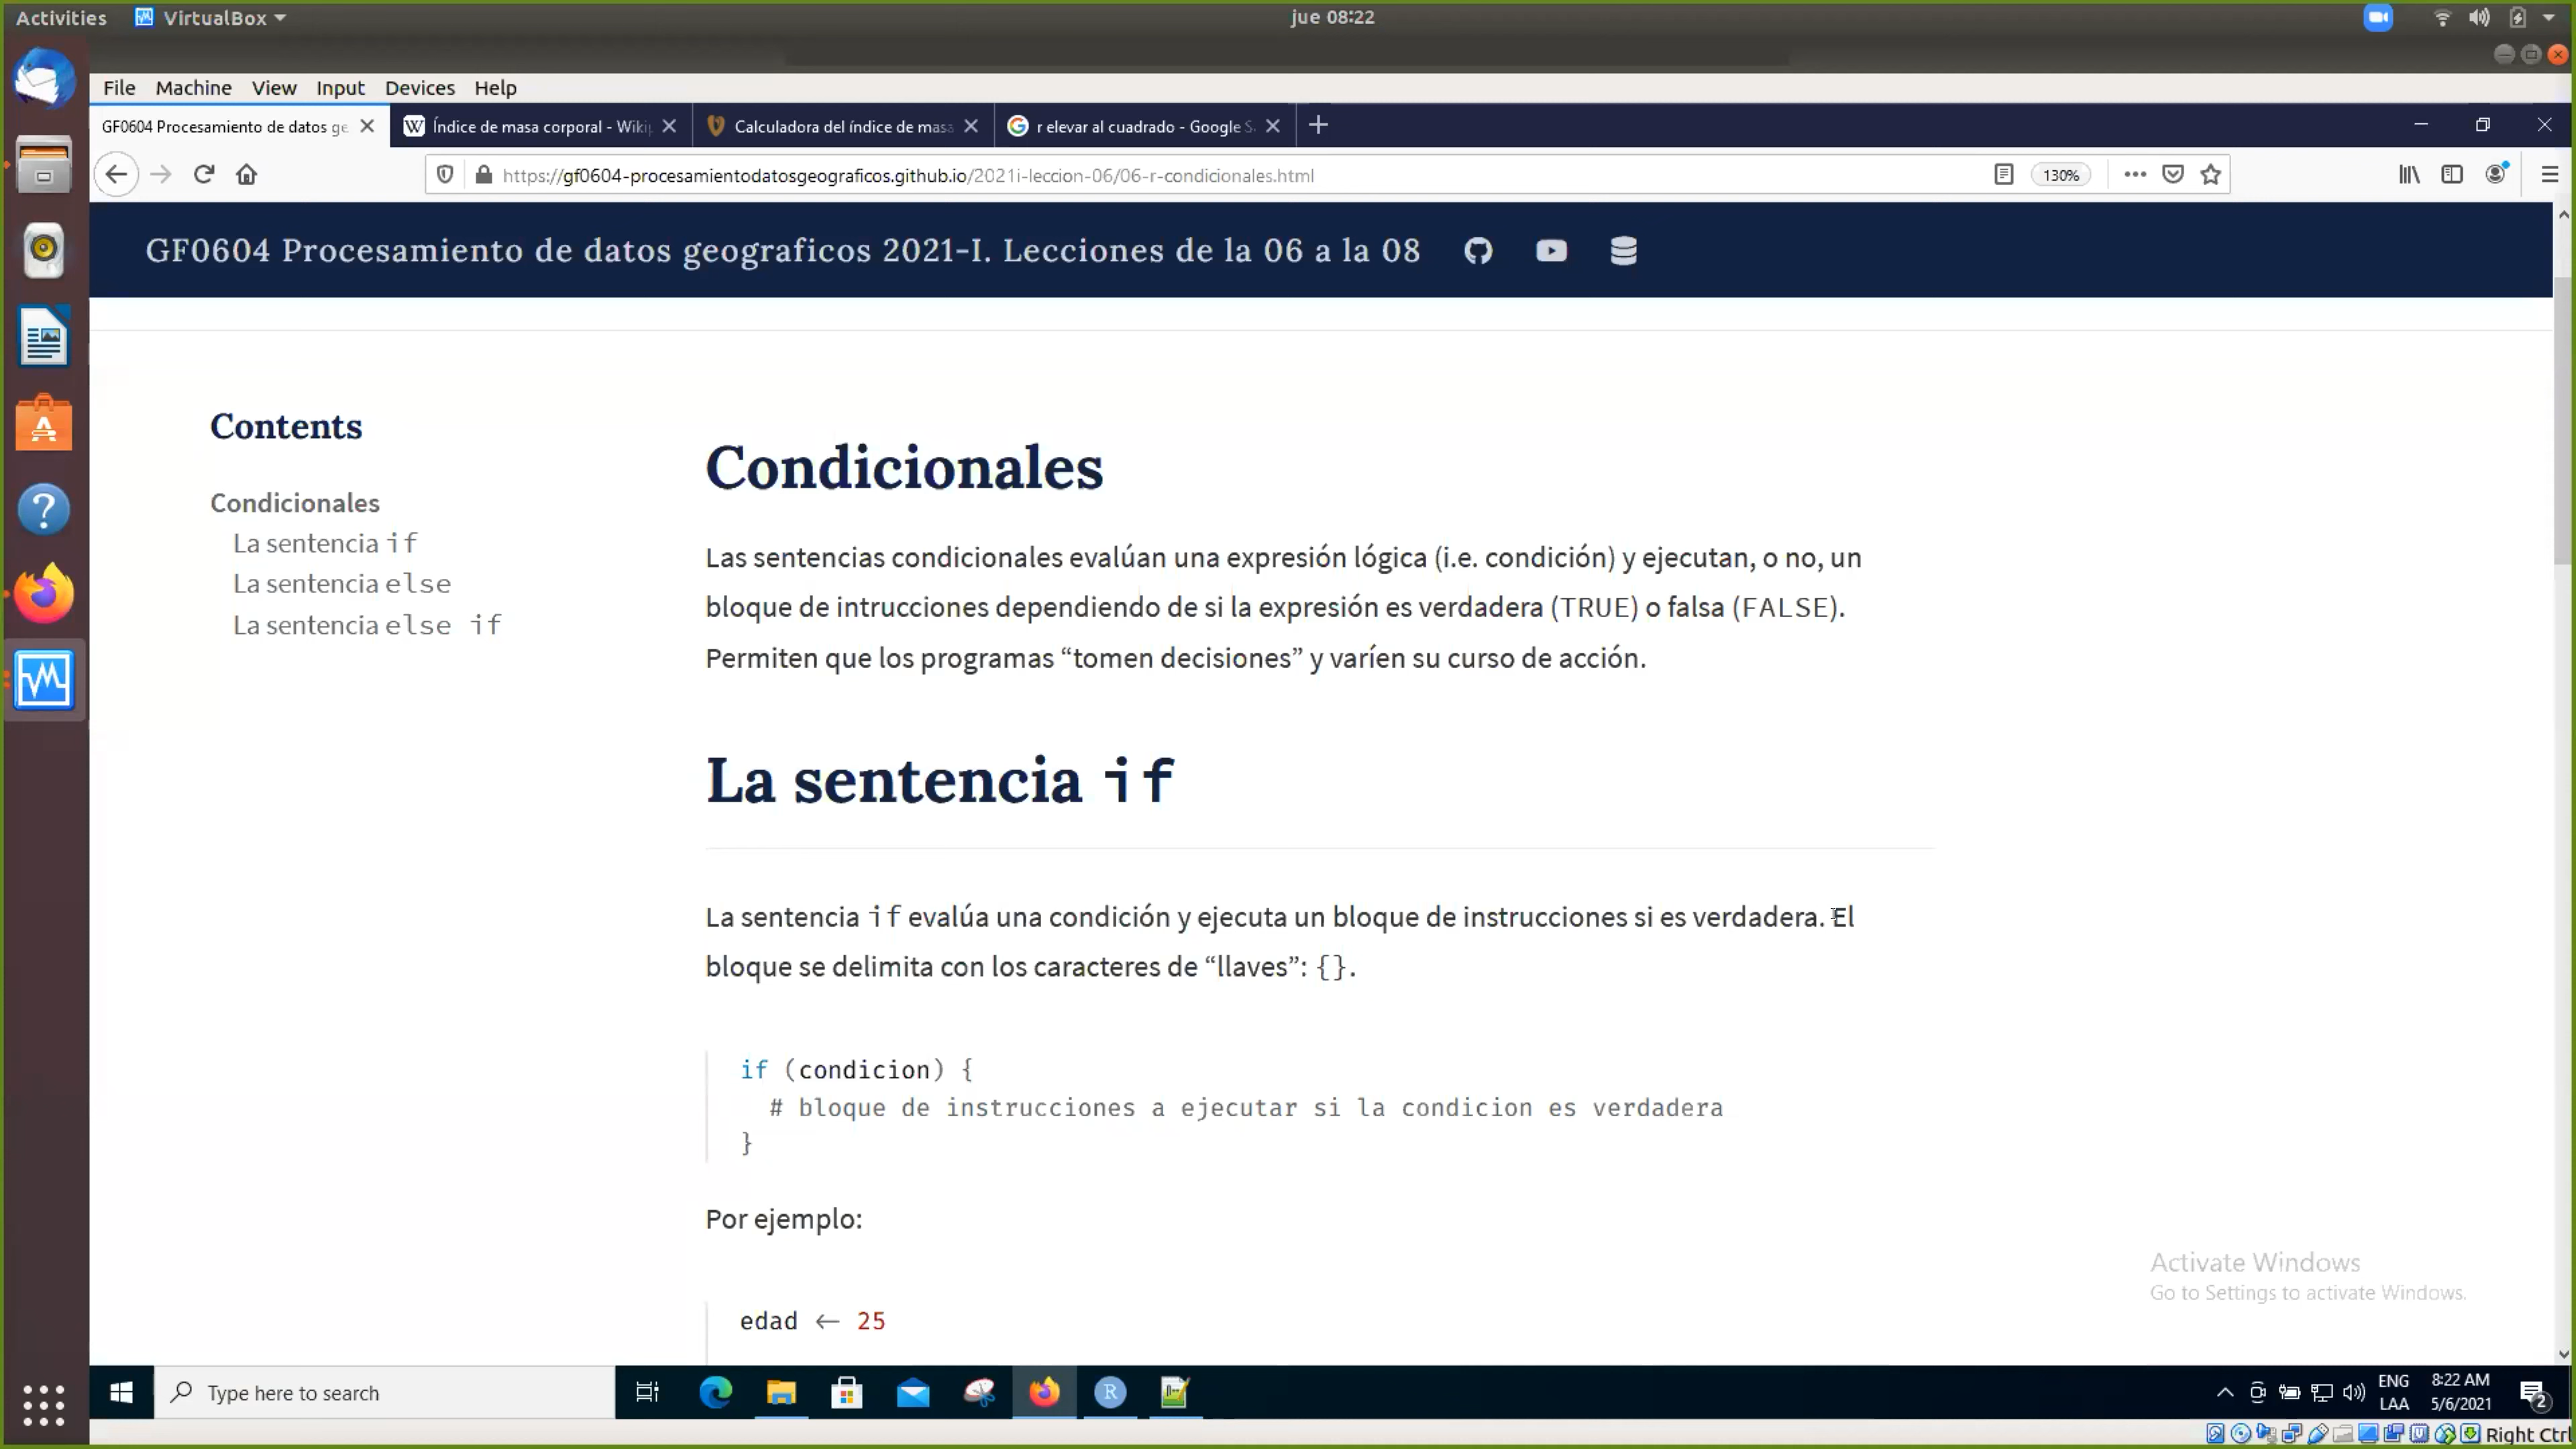 Activities
VirtualBox
jue 08:22
File Machine View Input Devices Help
GF0604 Procesamiento de datos ge
Índice de masa corporal - Wiki
Calculadora del índice de masa
r elevar al cuadrado - Google S
https://gf0604-procesamientodatosgeograficos.github.io/2021i-leccion-06/06-r-condicionales.html
130%
GF0604 Procesamiento de datos geograficos 2021-I. Lecciones de la 06 a la 08
Contents
Condicionales
La sentencia if
La sentencia else
La sentencia else if
Condicionales
Las sentencias condicionales evalúan una expresión lógica (i.e. condición) y ejecutan, o no, un
bloque de intrucciones dependiendo de si la expresión es verdadera (TRUE) o falsa (FALSE).
Permiten que los programas “tomen decisiones” y varíen su curso de acción.
La sentencia if
La sentencia if evalúa una condición y ejecuta un bloque de instrucciones si es verdadera. El
bloque se delimita con los caracteres de “llaves”: {}.
if (condicion) {
# bloque de instrucciones a ejecutar si la condicion es verdadera
}
Por ejemplo:
edad ← 25
Activate Windows
Go to Settings to activate Windows.
Type here to search
ENG
LAA
8:22 AM
5/6/2021
2
Right Ctrl